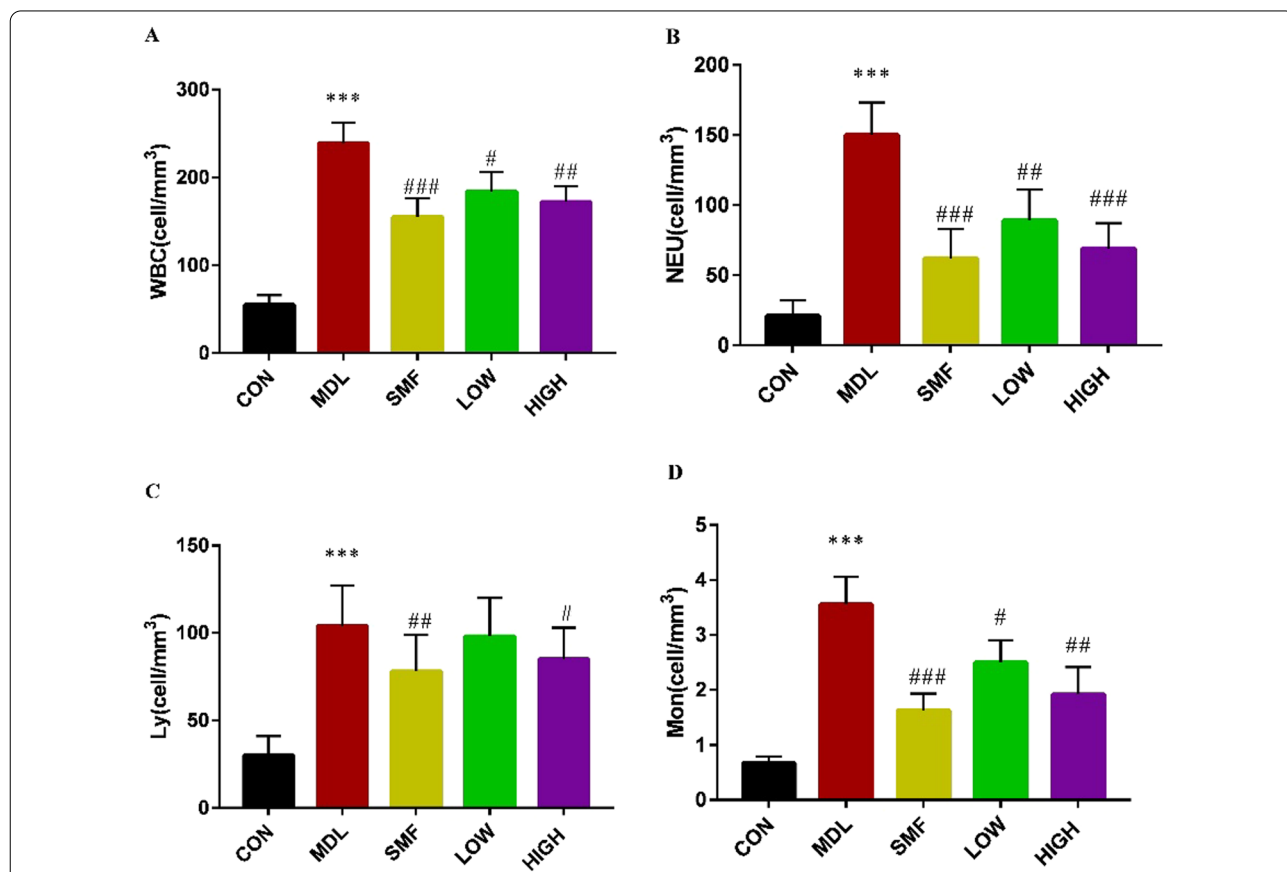 A
WBC(cell/mm³)
300
200
100
0
***
###
#
##
CON
MDL
SMF
LOW
HIGH
B
NEU(cell/mm³)
200
150
100
50
0
***
###
##
###
CON
MDL
SMF
LOW
HIGH
C
Ly(cell/mm³)
150
100
50
0
***
##
#
CON
MDL
SMF
LOW
HIGH
D
Mon(cell/mm³)
5
4
3
2
1
0
***
###
#
##
CON
MDL
SMF
LOW
HIGH